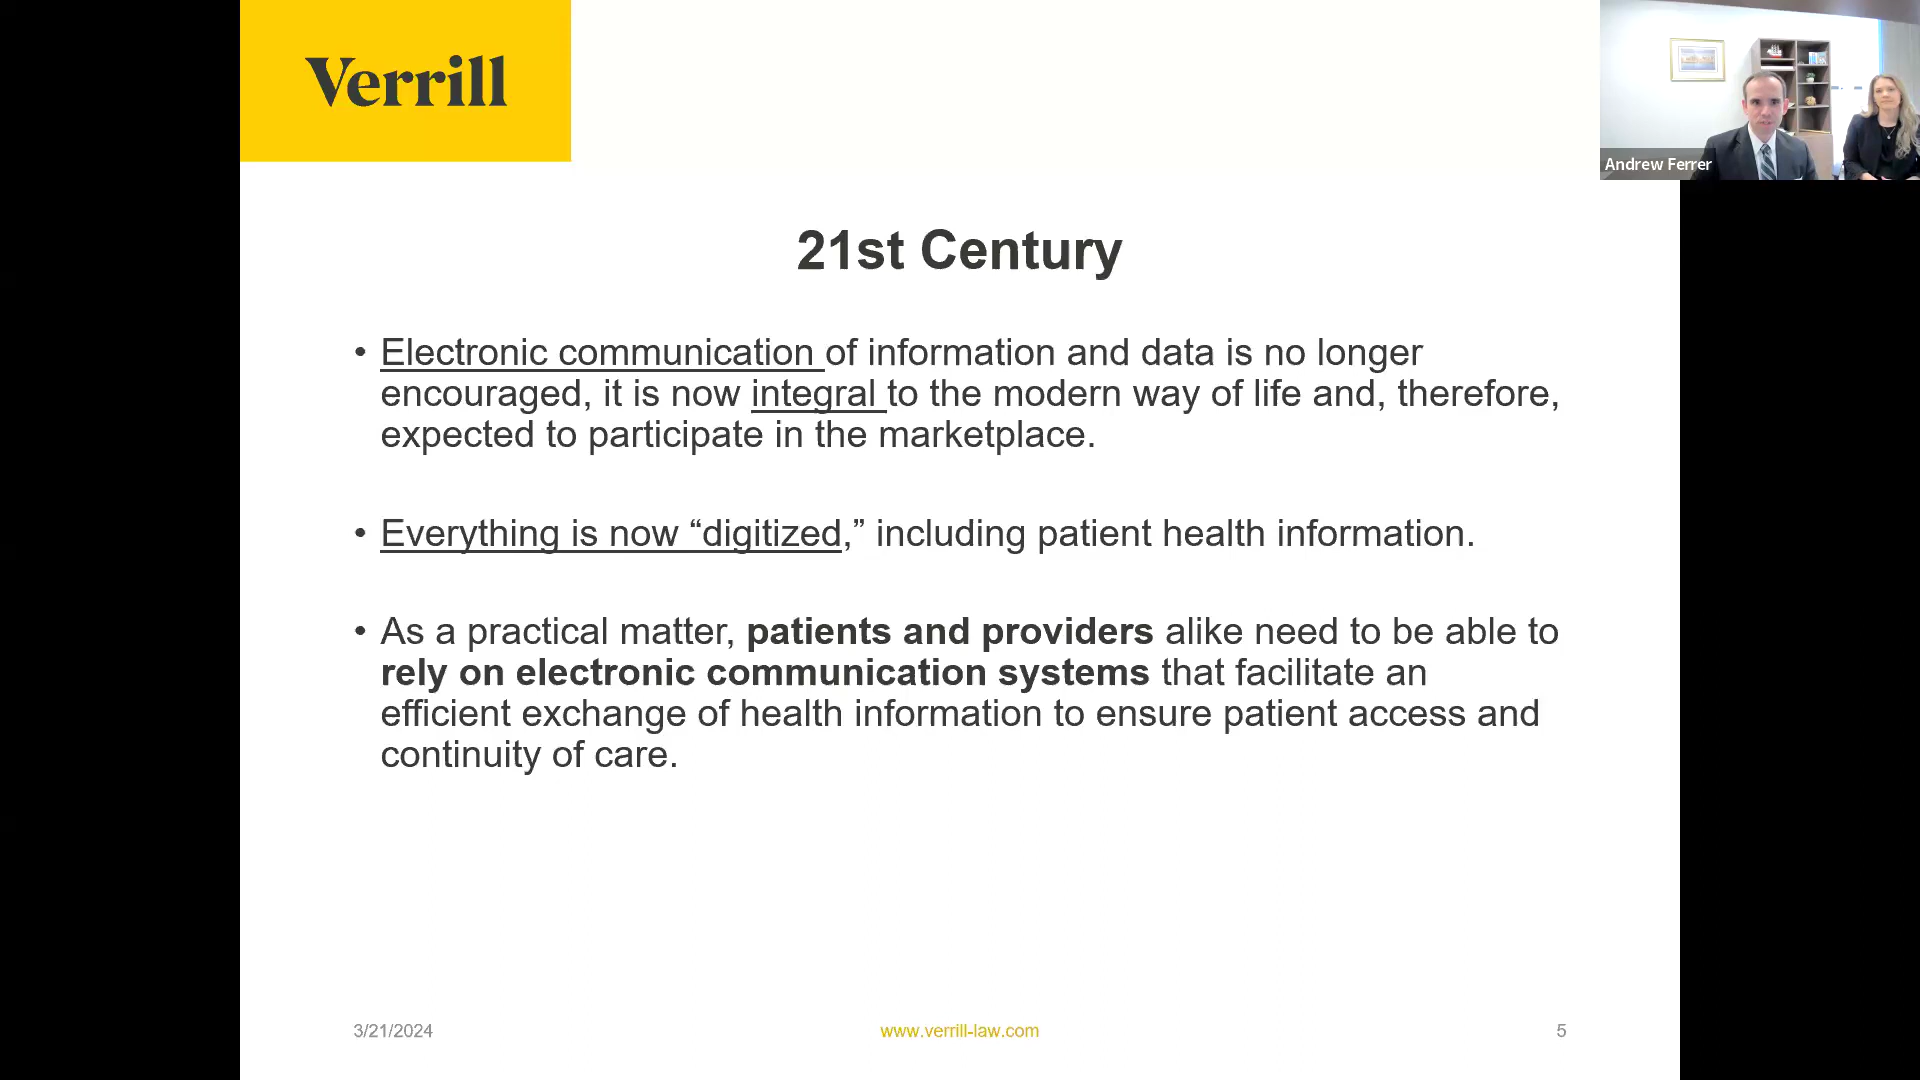 Verrill
Andrew Ferrer
21st Century
• Electronic communication of information and data is no longer
encouraged, it is now integral to the modern way of life and, therefore,
expected to participate in the marketplace.
• Everything is now “digitized,” including patient health information.
• As a practical matter, patients and providers alike need to be able to
rely on electronic communication systems that facilitate an
efficient exchange of health information to ensure patient access and
continuity of care.
3/21/2024
www.verrill-law.com
5